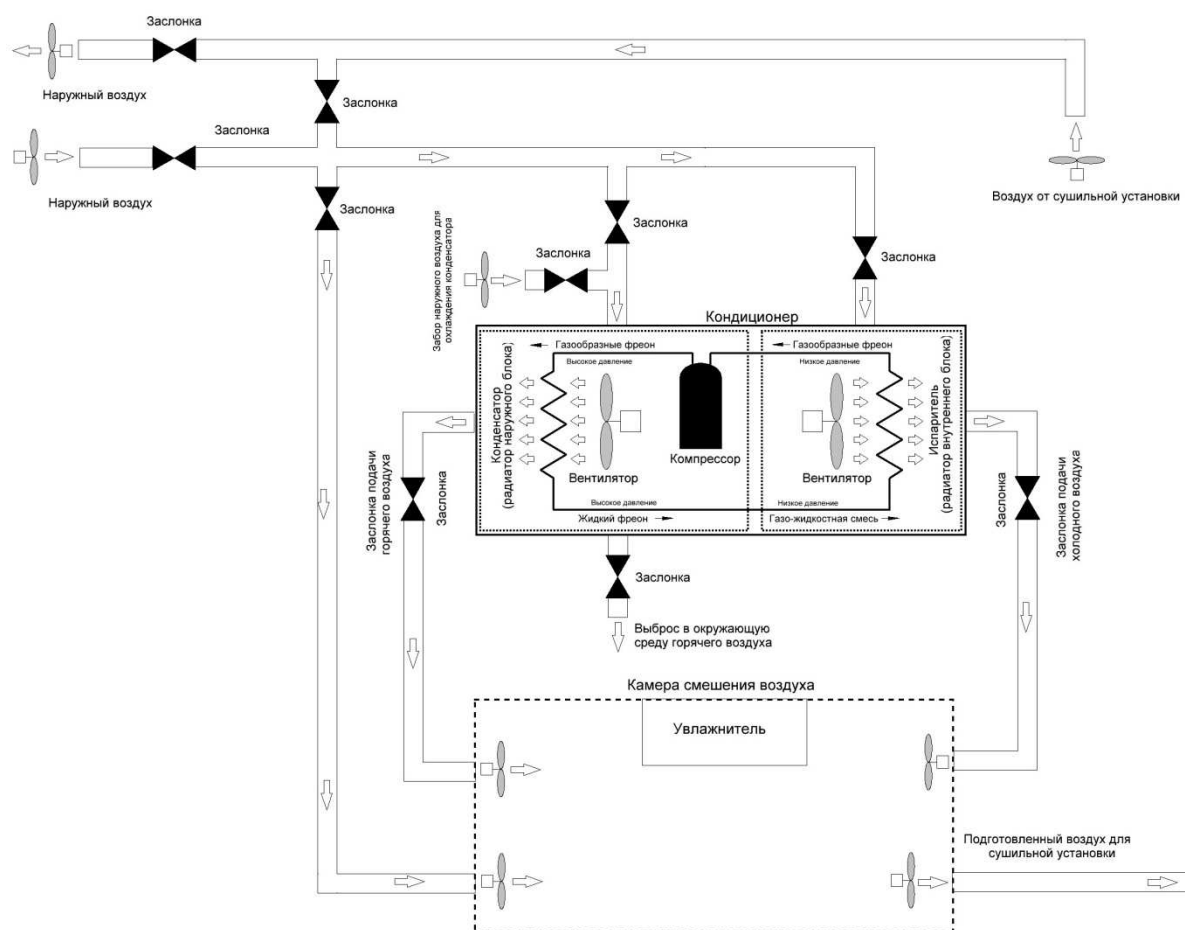 Заслонка
Наружный воздух
Заслонка
Заслонка
Наружный воздух
Заслонка
Воздух от сушильной установки
Забор наружного воздуха для
охлаждения конденсатора
Заслонка
Заслонка
Заслонка
Кондиционер
Газообразные фреон
Высокое давление
Газообразные фреон
Низкое давление
Конденсатор
(радиатор наружного блока)
Вентилятор
Компрессор
Вентилятор
Испаритель
(радиатор внутреннего блока)
Высокое давление
Жидкий фреон
Низкое давление
Газо-жидкостная смесь
Заслонка подачи
горячего воздуха
Заслонка
Заслонка
Заслонка подачи
холодного воздуха
Заслонка
Выброс в окружающую
среду горячего воздуха
Камера смешения воздуха
Увлажнитель
Подготовленный воздух для
сушильной установки